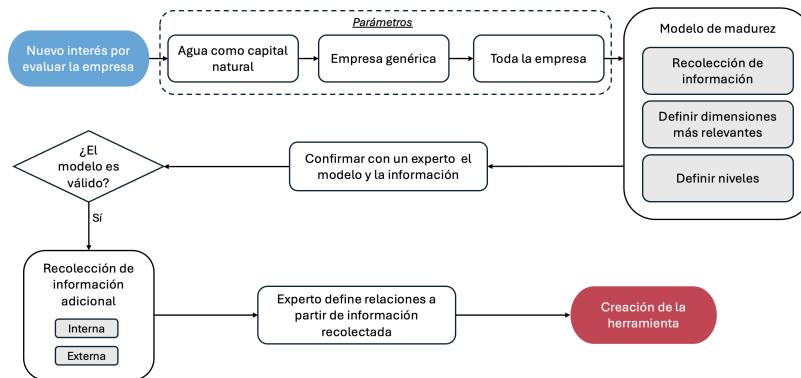 Parámetros
Nuevo interés por
evaluar la empresa
Agua como capital
natural
Empresa genérica
Toda la empresa
Modelo de madurez
Recolección de
información
Definir dimensiones
más relevantes
Definir niveles
Confirmar con un experto el
modelo y la información
¿El
modelo es
válido?
Sí
Recolección de
información
adicional
Interna
Externa
Experto define relaciones a
partir de información
recolectada
Creación de la
herramienta